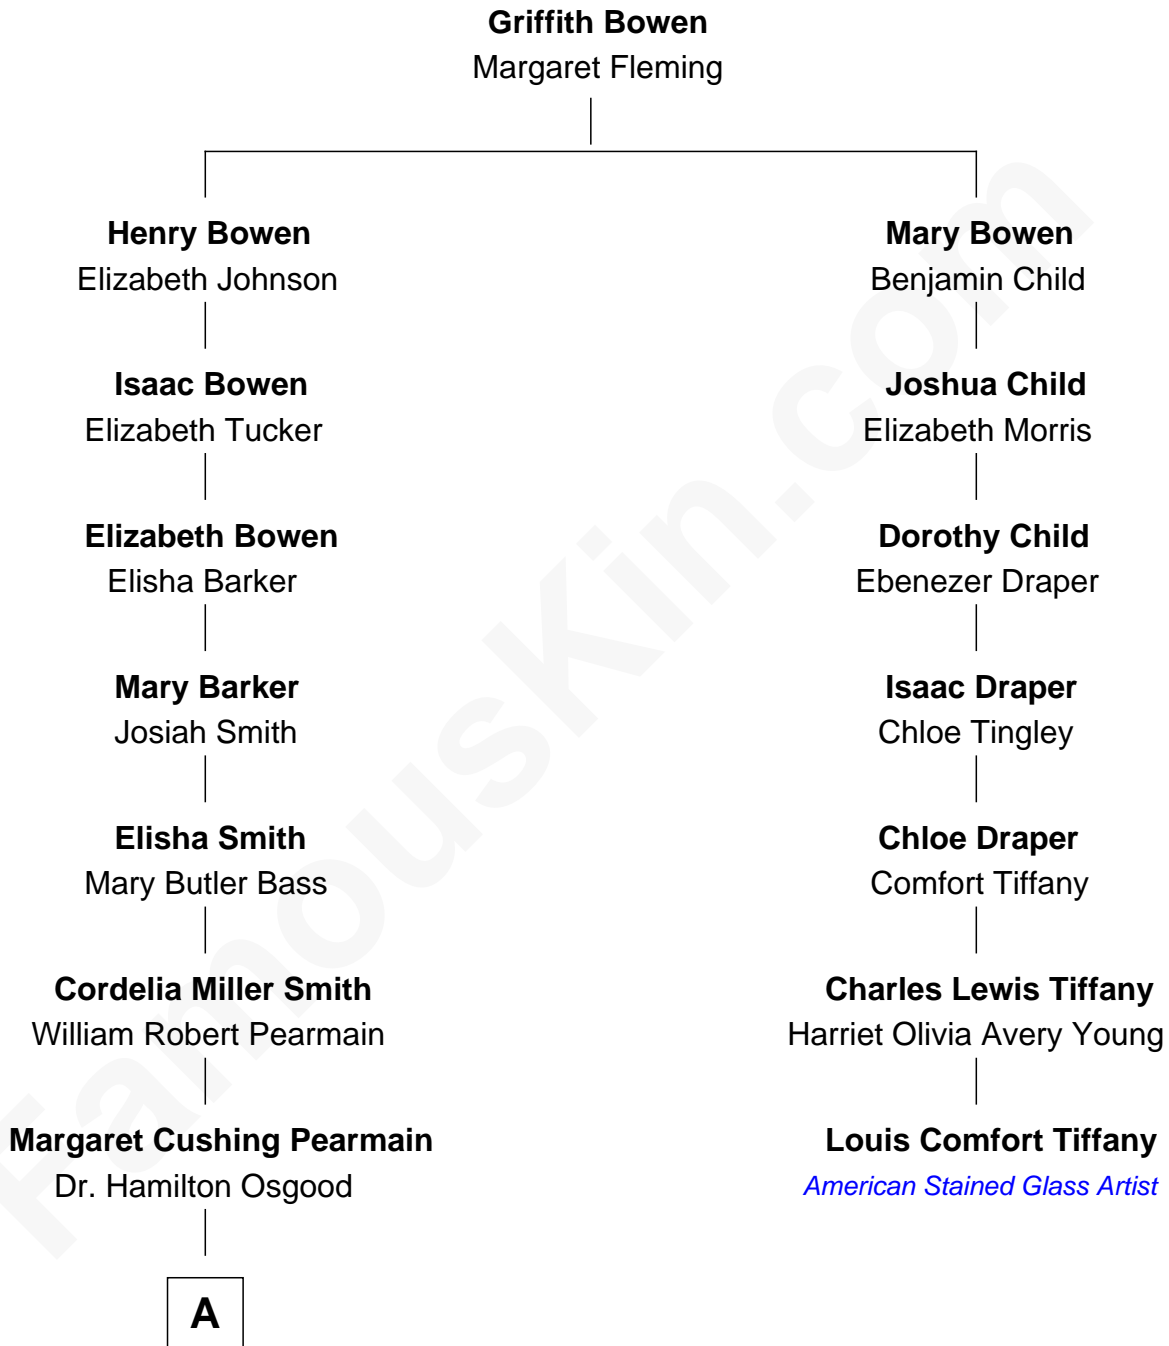 Griffith Bowen
Margaret Fleming
Henry Bowen
Elizabeth Johnson
Mary Bowen
Benjamin Child
Isaac Bowen
Elizabeth Tucker
Joshua Child
Elizabeth Morris
Elizabeth Bowen
Elisha Barker
Dorothy Child
Ebenezer Draper
Mary Barker
Josiah Smith
Isaac Draper
Chloe Tingley
Elisha Smith
Mary Butler Bass
Chloe Draper
Comfort Tiffany
Cordelia Miller Smith
William Robert Pearmain
Charles Lewis Tiffany
Harriet Olivia Avery Young
Margaret Cushing Pearmain
Dr. Hamilton Osgood
Louis Comfort Tiffany
American Stained Glass Artist
A
FamousKin.com